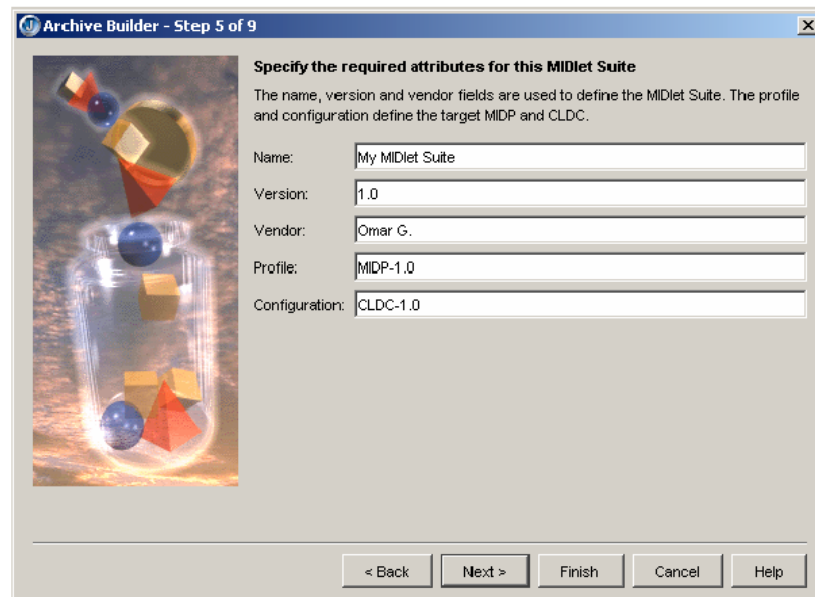 Archive Builder - Step 5 of 9
Specify the required attributes for this MIDlet Suite
The name, version and vendor fields are used to define the MIDlet Suite. The profile
and configuration define the target MIDP and CLDC.
Name: My MIDlet Suite
Version: 1.0
Vendor: Omar G.
Profile: MIDP-1.0
Configuration: CLDC-1.0
< Back Next > Finish Cancel Help